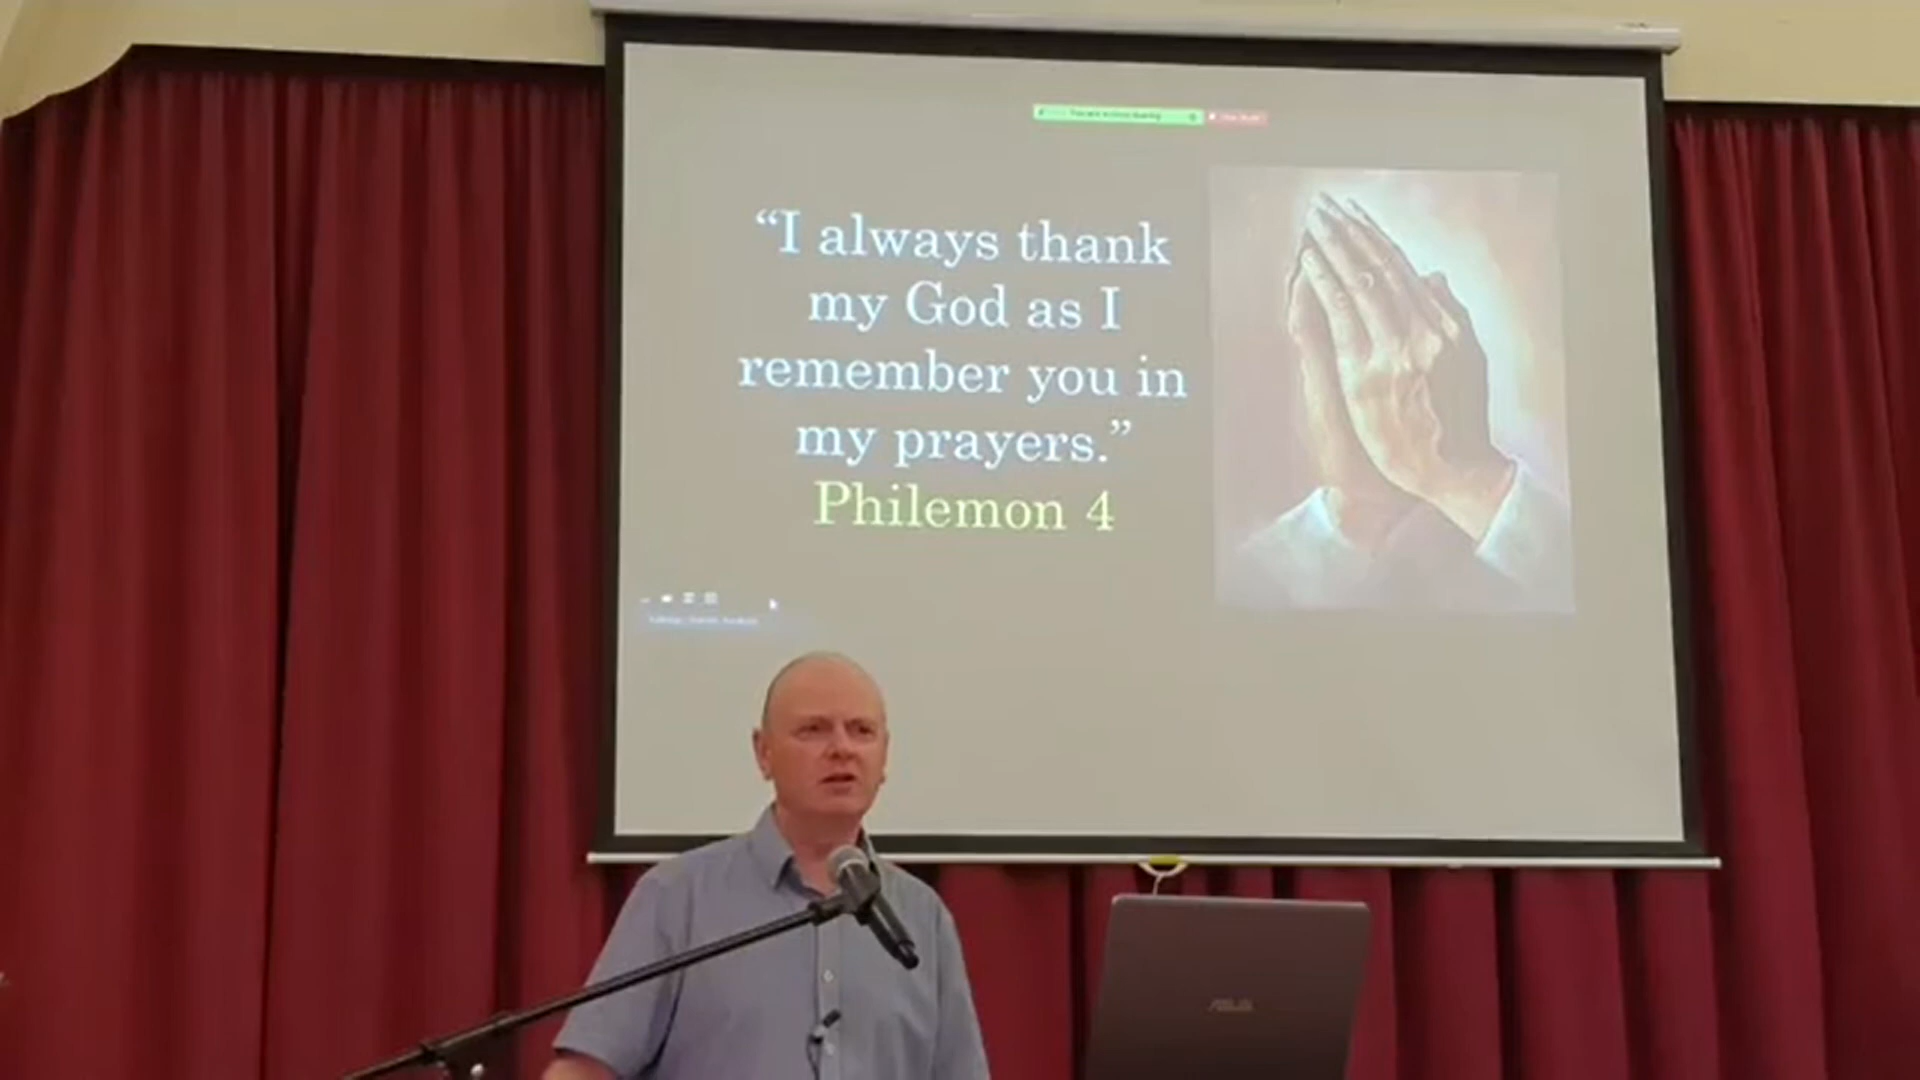 “I always thank
my God as I
remember you in
my prayers.”
Philemon 4
ASUS